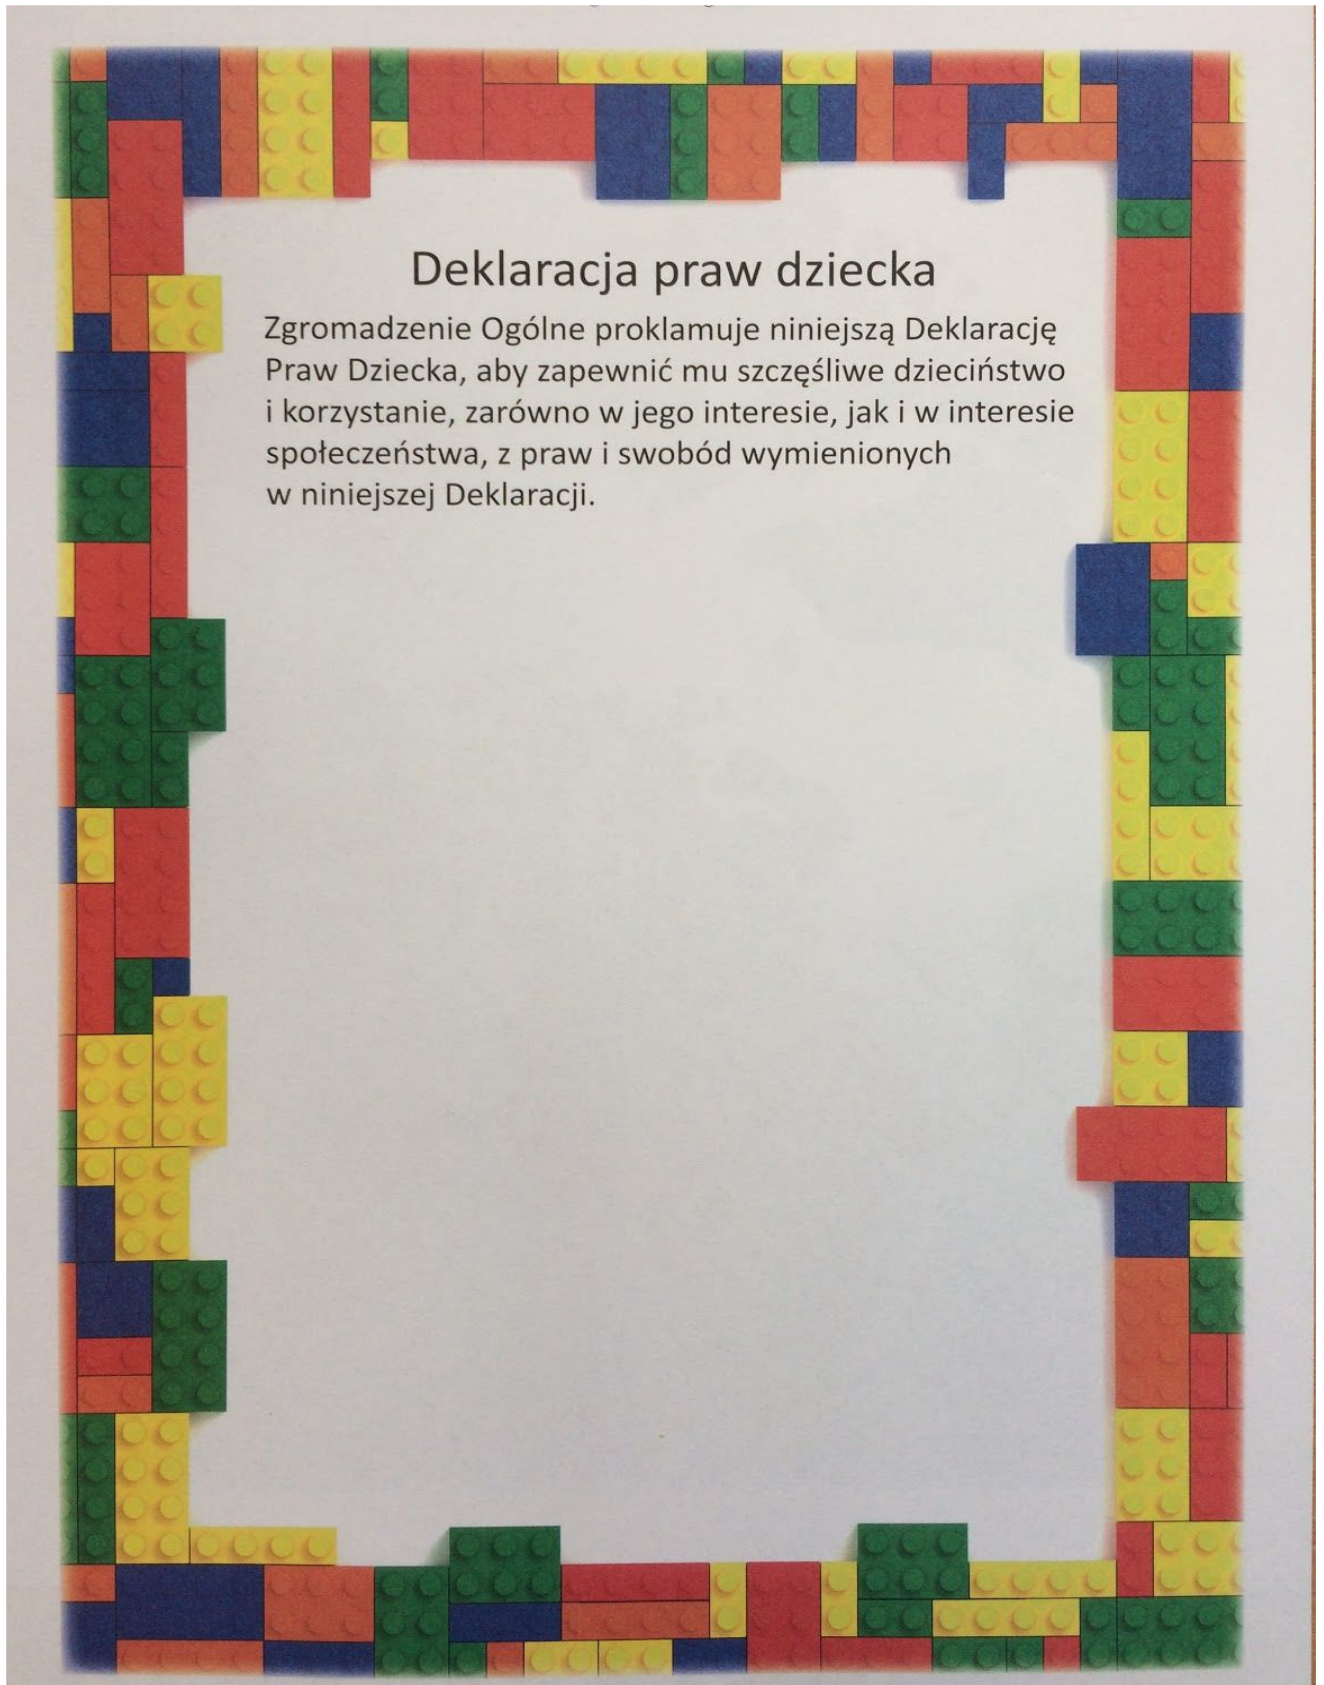 Deklaracja praw dziecka
Zgromadzenie Ogólne proklamuje niniejszą Deklarację
Praw Dziecka, aby zapewnić mu szczęśliwe dzieciństwo
i korzystanie, zarówno w jego interesie, jak i w interesie
społeczeństwa, z praw i swobód wymienionych
w niniejszej Deklaracji.